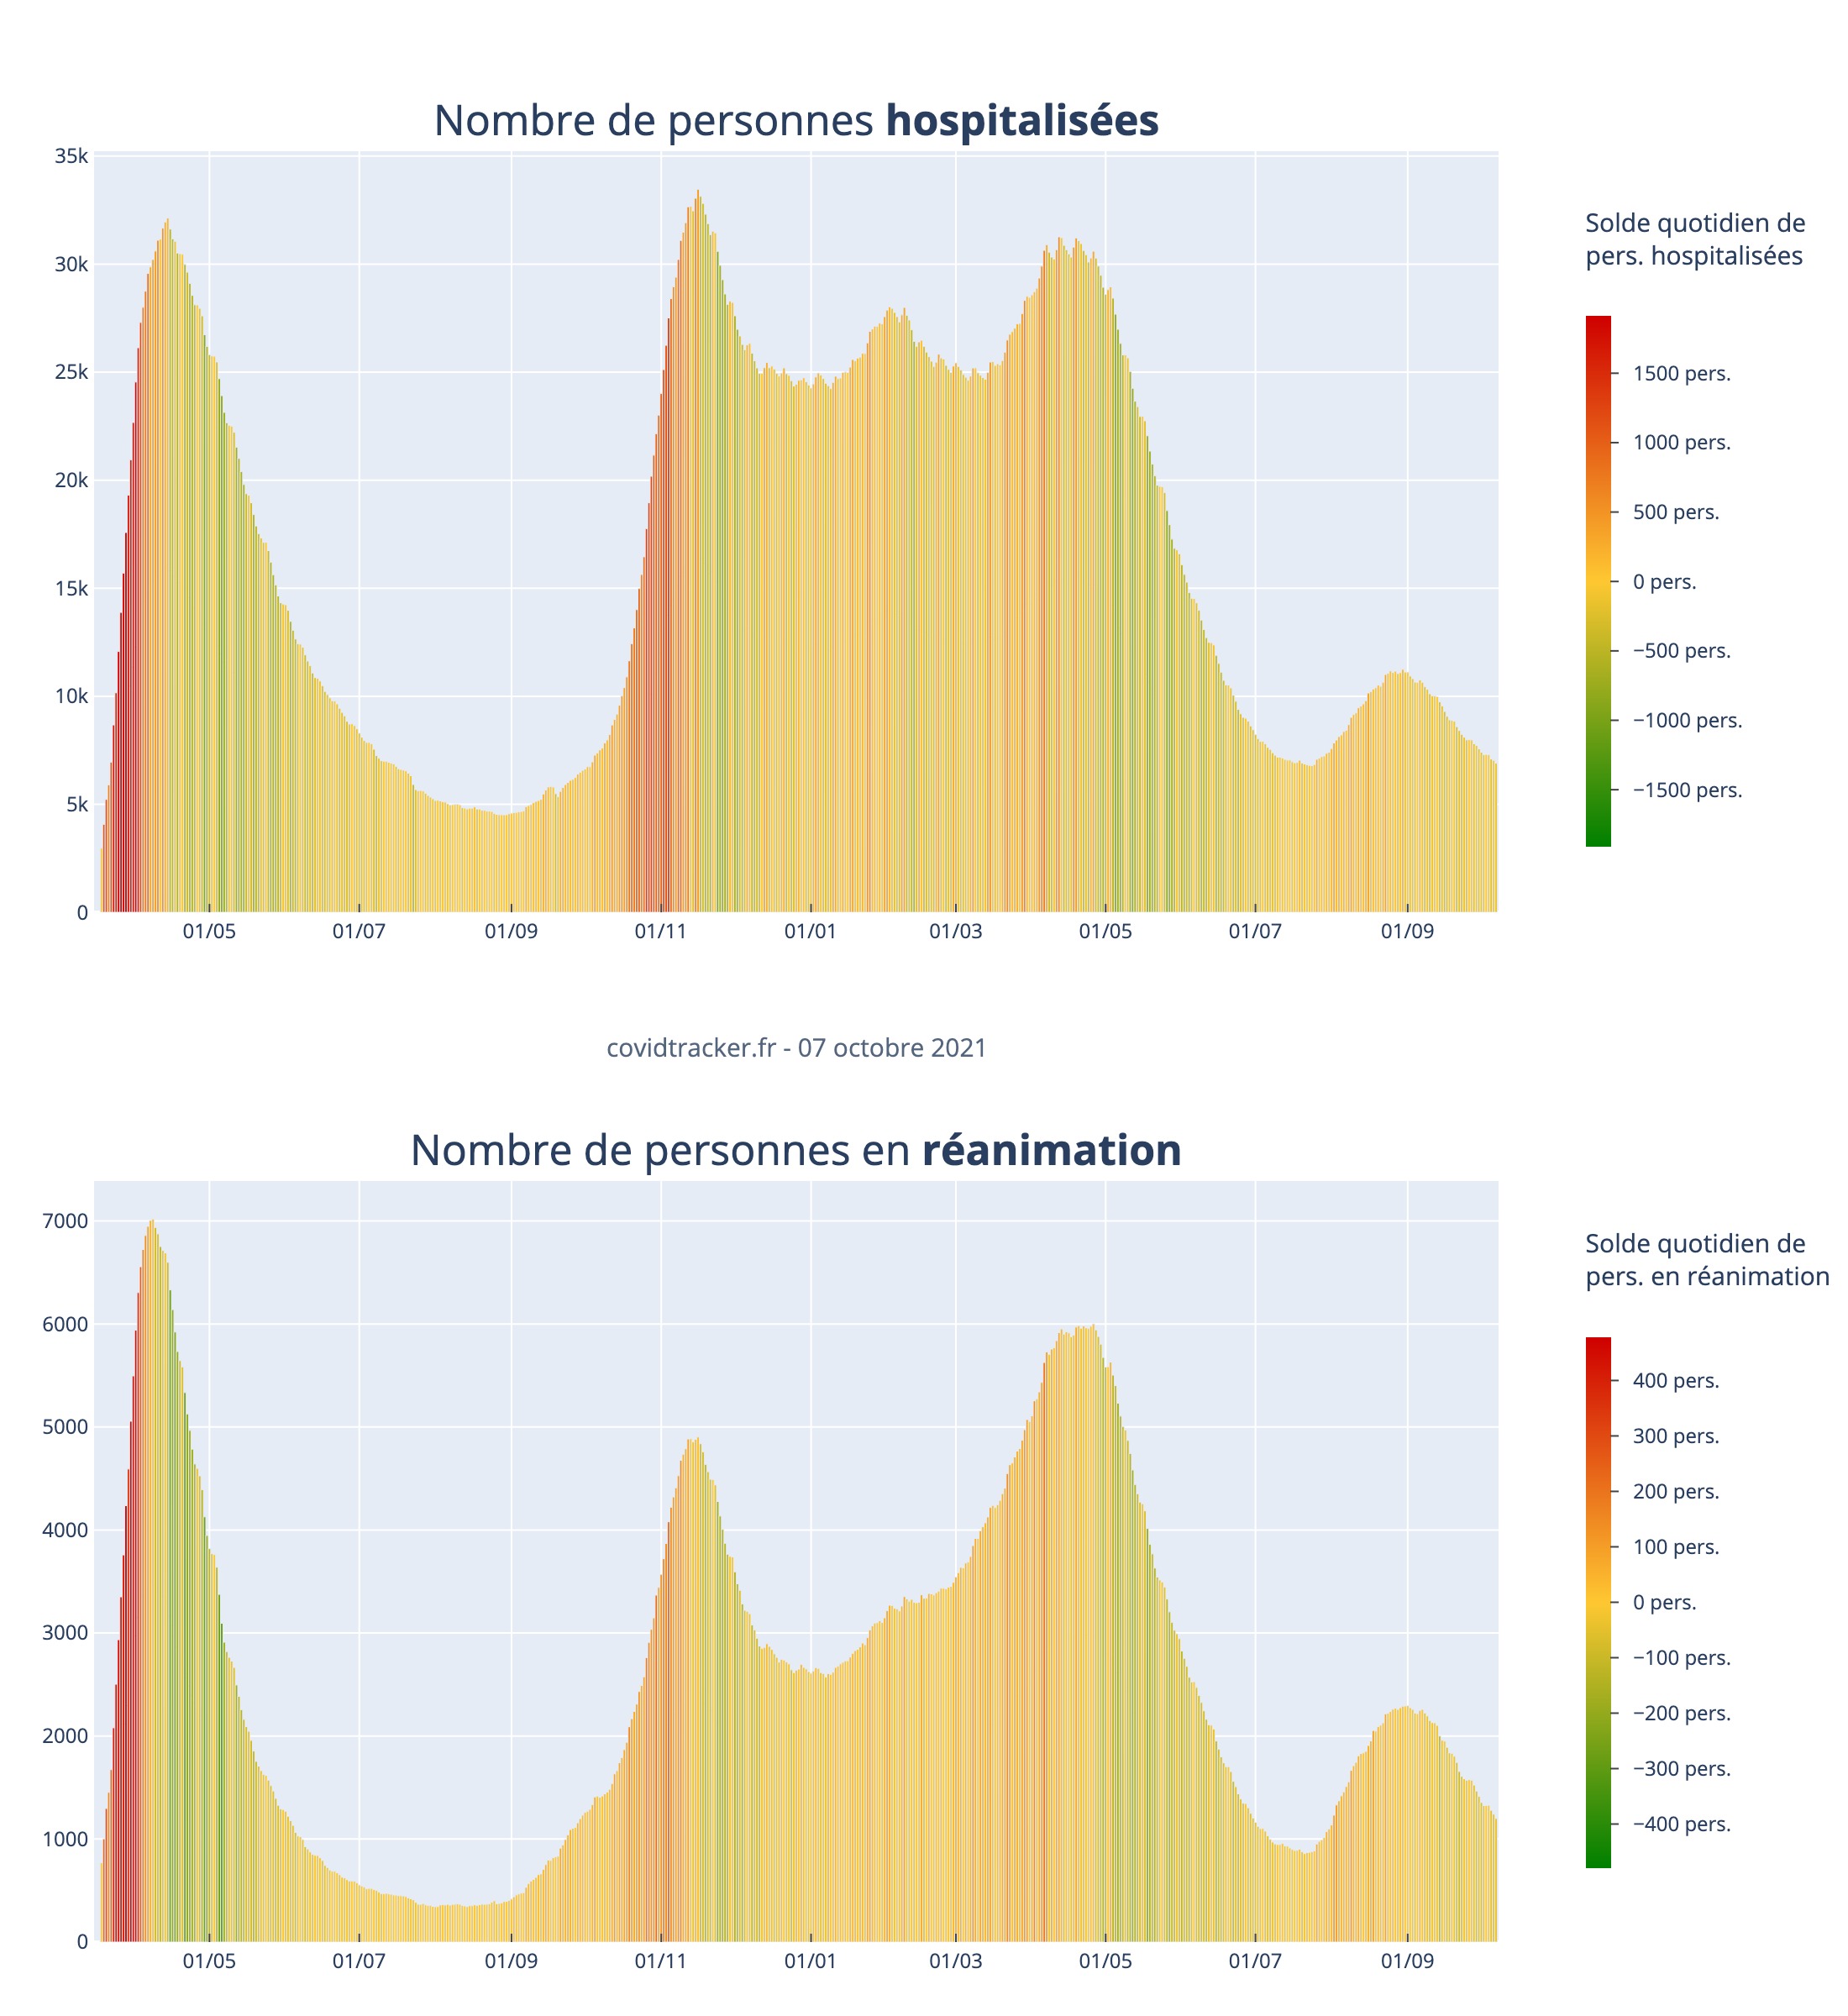 Nombre de personnes hospitalisées
35k
30k
25k
20k
15k
10k
5k
0
01/05 01/07 01/09 01/11 01/01 01/03 01/05 01/07 01/09
Solde quotidien de
pers. hospitalisées
1500 pers.
1000 pers.
500 pers.
0 pers.
−500 pers.
−1000 pers.
−1500 pers.
covidtracker.fr - 07 octobre 2021
Nombre de personnes en réanimation
7000
6000
5000
4000
3000
2000
1000
0
01/05 01/07 01/09 01/11 01/01 01/03 01/05 01/07 01/09
Solde quotidien de
pers. en réanimation
400 pers.
300 pers.
200 pers.
100 pers.
0 pers.
−100 pers.
−200 pers.
−300 pers.
−400 pers.